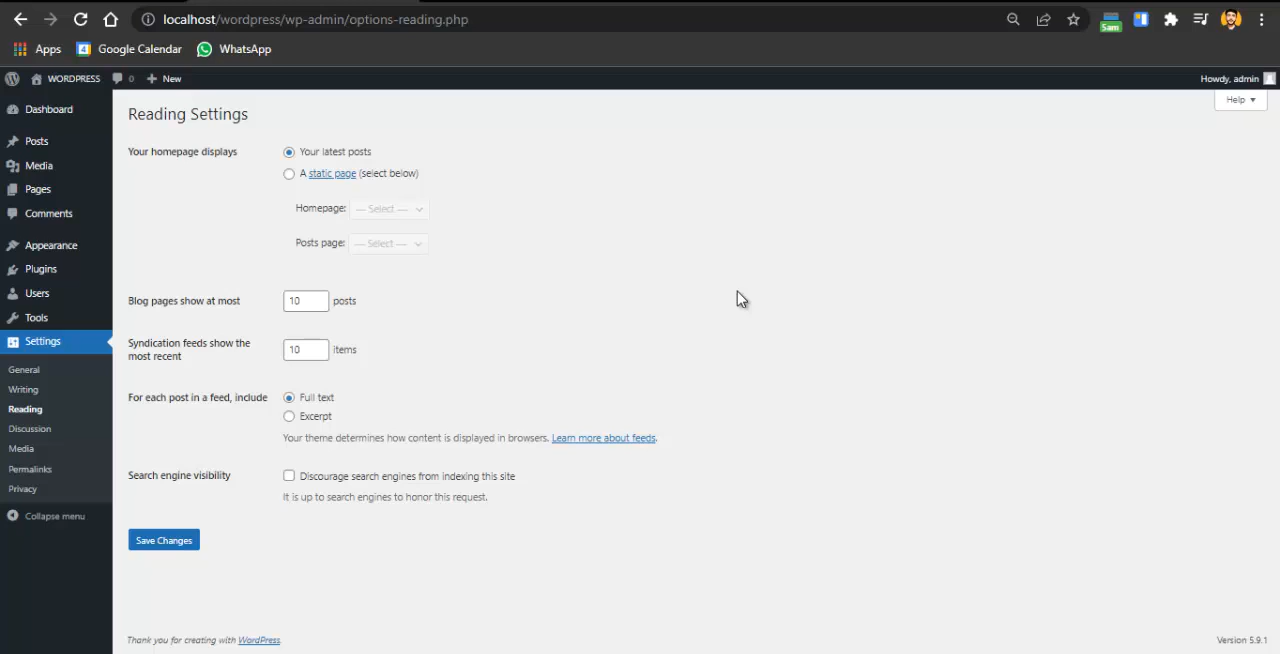 localhost/wordpress/wp-admin/options-reading.php
Sam
Apps Google Calendar WhatsApp
WORDPRESS 0 New Howdy, admin
Help
Dashboard
Posts
Media
Pages
Comments
Appearance
Plugins
Users
Tools
Settings
General
Writing
Reading
Discussion
Media
Permalinks
Privacy
Collapse menu
Reading Settings
Your homepage displays
Your latest posts
A static page (select below)
Homepage: — Select —
Posts page: — Select —
Blog pages show at most 10 posts
Syndication feeds show the
most recent
10 items
For each post in a feed, include
Full text
Excerpt
Your theme determines how content is displayed in browsers. Learn more about feeds.
Search engine visibility
Discourage search engines from indexing this site
It is up to search engines to honor this request.
Save Changes
Thank you for creating with WordPress. Version 5.9.1